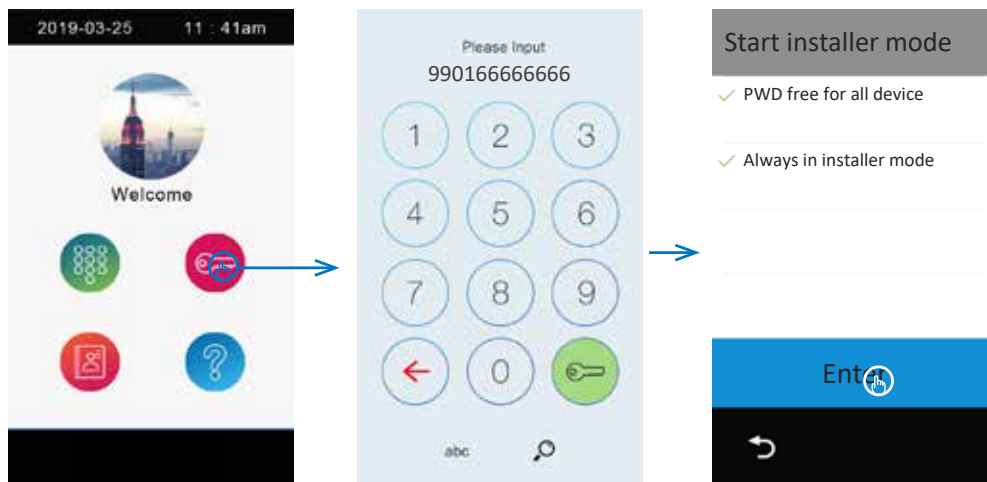 2019-03-25 11 : 41am
Welcome
Please Input
990166666666
1 2 3
4 5 6
7 8 9
0
abc
Start installer mode
PWD free for all device
Always in installer mode
Enter